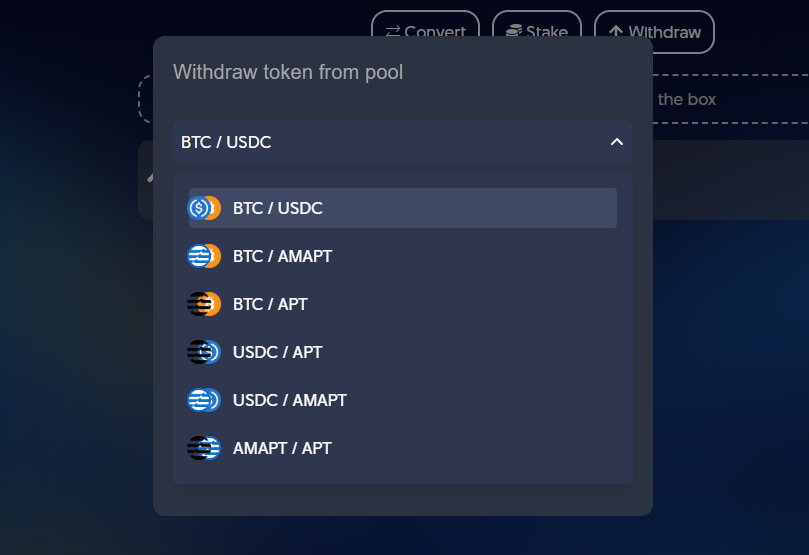 Convert Stake Withdraw
Withdraw token from pool
the box
BTC / USDC
BTC / USDC
BTC / AMAPT
BTC / APT
USDC / APT
USDC / AMAPT
AMAPT / APT